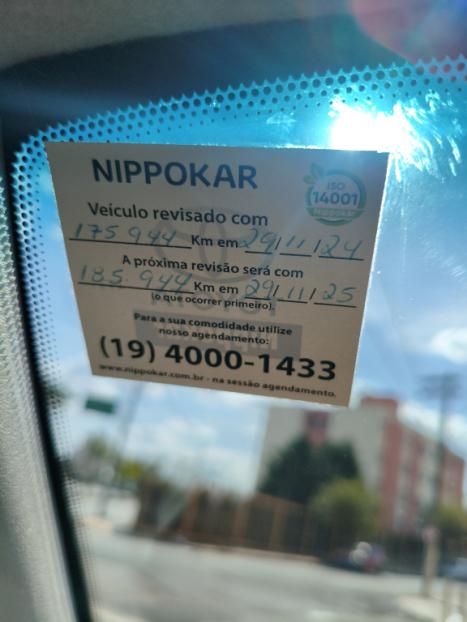 NIPPOKAR
ISO
14001
NIPPOKAR
Veículo revisado com
175.944 Km em 29/11/24
A próxima revisão será com
185.944 Km em 29/11/25
(o que ocorrer primeiro).
Para a sua comodidade utilize
nosso agendamento:
(19) 4000-1433
www.nippokar.com.br - na sessão agendamento.